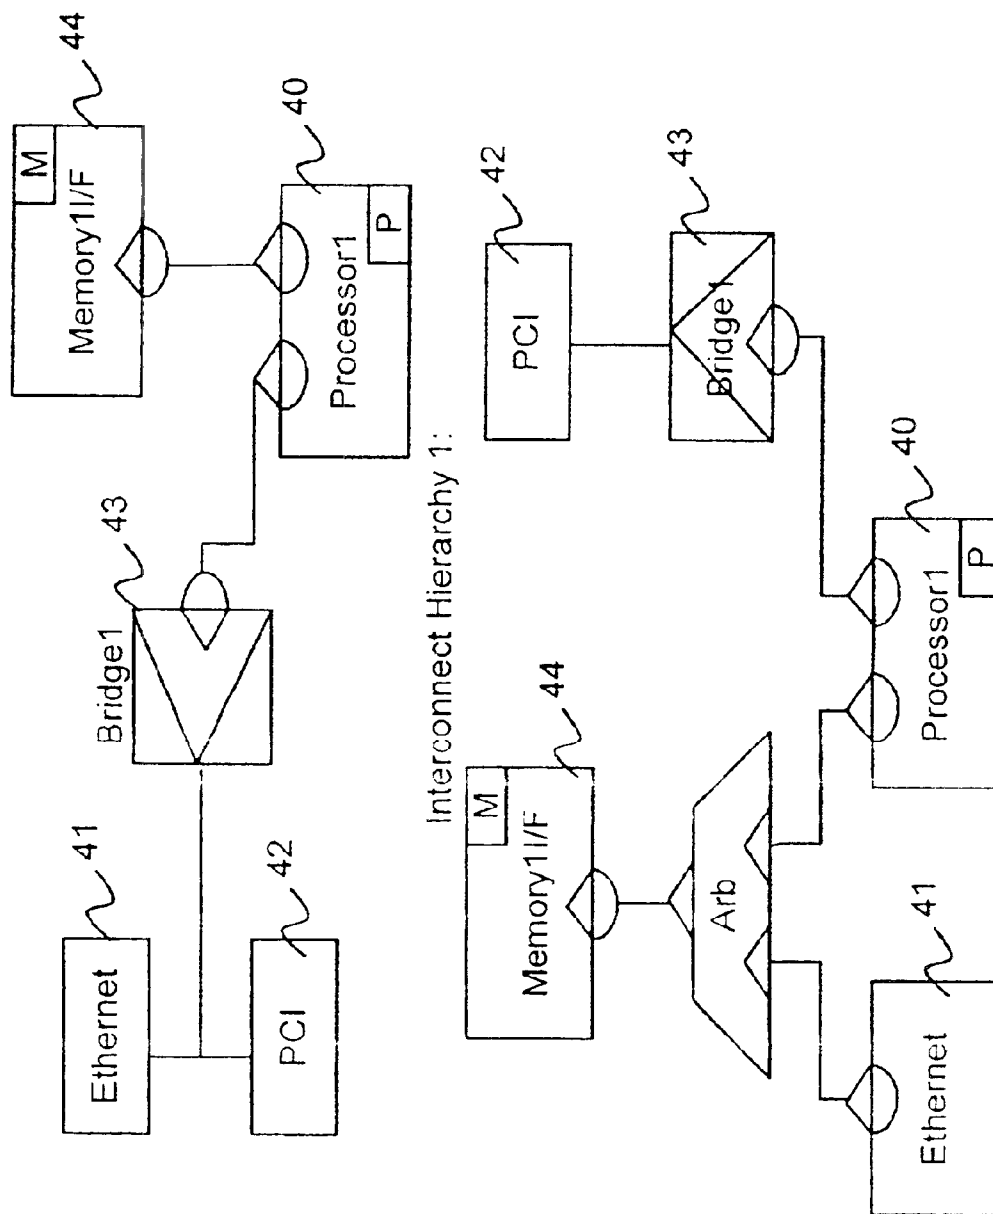 44
M
Memory1I/F
40
Processor1
P
43
Bridge1
41
Ethernet
42
PCI
Interconnect Hierarchy 1:
42
PCI
43
Bridge1
44
M
Memory1I/F
Arb
40
Processor1
P
41
Ethernet